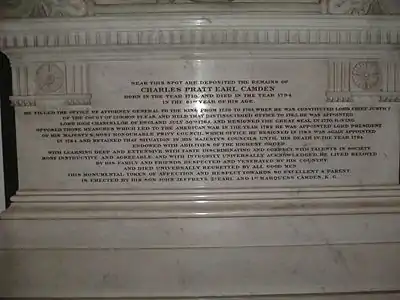 NEAR THIS SPOT ARE DEPOSITED THE REMAINS OF
CHARLES PRATT EARL CAMDEN
BORN IN THE YEAR 1713, AND DIED IN THE YEAR 1794
IN THE 81ST YEAR OF HIS AGE.
HE FILLED THE OFFICE OF ATTORNEY GENERAL TO THE KING FROM 1757 TO 1762, WHEN HE WAS CONSTITUTED LORD CHIEF JUSTICE
OF THE COURT OF COMMON PLEAS, AND HELD THAT DISTINGUISHED OFFICE TO 1766, HE WAS APPOINTED
LORD HIGH CHANCELLOR OF ENGLAND JULY 30TH 1766, AND RESIGNED THE GREAT SEAL IN 1770, HAVING
OPPOSED THOSE MEASURES WHICH LED TO THE AMERICAN WAR IN THE YEAR 1782 HE WAS APPOINTED LORD PRESIDENT
OF HIS MAJESTY'S MOST HONOURABLE PRIVY COUNCIL, WHICH OFFICE HE RESIGNED IN 1783, WAS AGAIN APPOINTED
IN 1784 AND RETAINED THAT SITUATION IN HIS MAJESTY'S COUNCILS UNTIL HIS DEATH IN THE YEAR 1794.
ENDOWED WITH ABILITIES OF THE HIGHEST ORDER
WITH LEARNING DEEP AND EXTENSIVE, WITH TASTE DISCRIMINATING AND CORRECT, WITH TALENTS IN SOCIETY
MOST INSTRUCTIVE AND AGREEABLE, AND WITH INTEGRITY UNIVERSALLY ACKNOWLEDGED, HE LIVED BELOVED
BY HIS FAMILY AND FRIENDS, RESPECTED AND VENERATED BY HIS COUNTRY
AND DIED UNIVERSALLY REGRETTED BY ALL GOOD MEN
THIS MONUMENTAL TOKEN OF AFFECTION AND RESPECT TOWARDS SO EXCELLENT A PARENT
IS ERECTED BY HIS SON JOHN JEFFREYS, 2ND EARL AND 1ST MARQUESS CAMDEN, K. G.